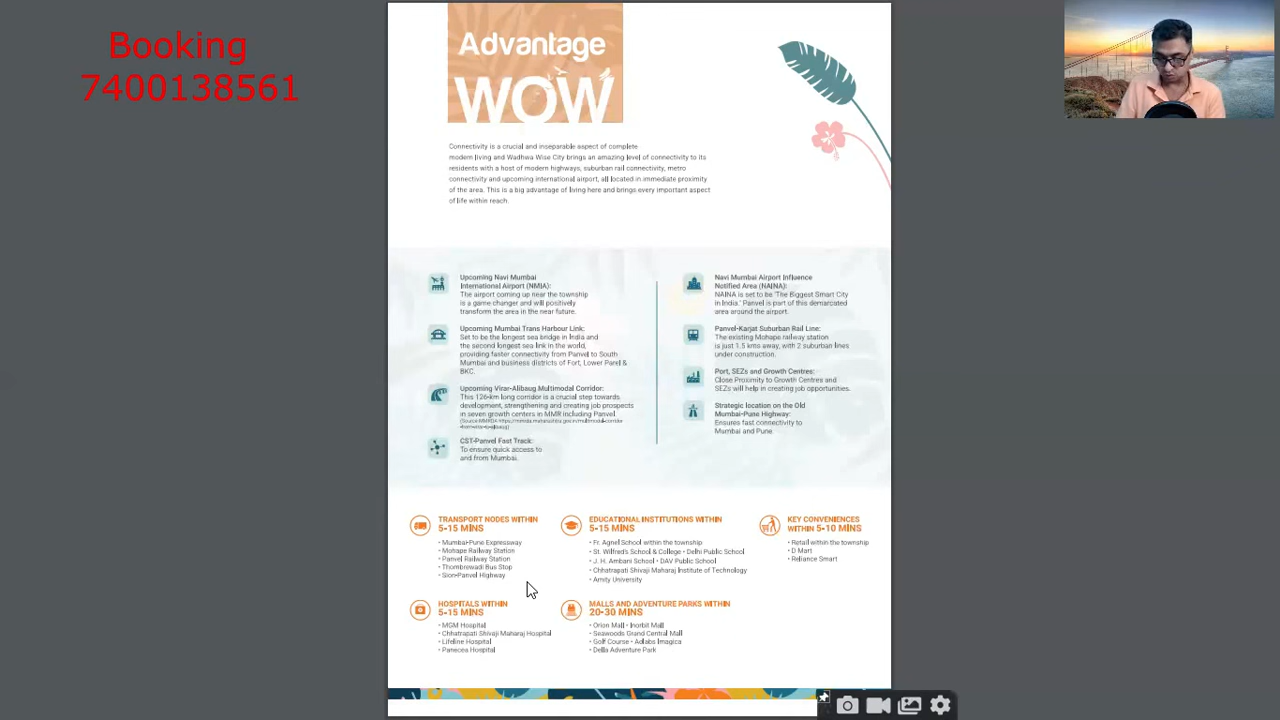 Booking
7400138561
Advantage
WOW
Connectivity is a crucial and inseparable aspect of complete
modern living and Wadhwa Wise City brings an amazing level of connectivity to its
residents with a host of modern highways, suburban rail connectivity, metro
connectivity and upcoming international airport, all located in immediate proximity
of the area. This is a big advantage of living here and brings every important aspect
of life within reach.
Upcoming Navi Mumbai
International Airport (NMIA):
The airport coming up near the township
is a game changer and will positively
transform the area in the near future.
Upcoming Mumbai Trans Harbour Link:
Set to be the longest sea bridge in India and
the second longest sea link in the world,
providing faster connectivity from Panvel to South
Mumbai and business districts of Fort, Lower Parel &
BKC.
Upcoming Virar-Alibaug Multimodal Corridor:
This 126-km long corridor is a crucial step towards
development, strengthening and creating job prospects
in seven growth centers in MMR including Panvel
CST-Panvel Fast Track:
To ensure quick access to
and from Mumbai.
Navi Mumbai Airport Influence
Notified Area (NAINA):
NAINA is set to be 'The Biggest Smart City
in India.' Panvel is part of this demarcated
area around the airport.
Panvel-Karjat Suburban Rail Line:
The existing Mohape railway station
is just 1.5 kms away, with 2 suburban lines
under construction.
Port, SEZs and Growth Centres:
Close Proximity to Growth Centres and
SEZs will help in creating job opportunities.
Strategic location on the Old
Mumbai-Pune Highway:
Ensures fast connectivity to
Mumbai and Pune.
TRANSPORT NODES WITHIN
5-15 MINS
• Mumbai-Pune Expressway
• Mohape Railway Station
• Panvel Railway Station
• Thombrewadi Bus Stop
• Sion-Panvel Highway
EDUCATIONAL INSTITUTIONS WITHIN
5-15 MINS
• Fr. Agnell School within the township
• St. Wilfred's School & College • Delhi Public School
• J. H. Ambani School • DAV Public School
• Chhatrapati Shivaji Maharaj Institute of Technology
• Amity University
KEY CONVENIENCES
WITHIN 5-10 MINS
• Retail within the township
• D Mart
• Reliance Smart
HOSPITALS WITHIN
5-15 MINS
• MGM Hospital
• Chhatrapati Shivaji Maharaj Hospital
• Lifeline Hospital
• Panecea Hospital
MALLS AND ADVENTURE PARKS WITHIN
20-30 MINS
• Orion Mall • Inorbit Mall
• Seawoods Grand Central Mall
• Golf Course • Adlabs Imagica
• Della Adventure Park